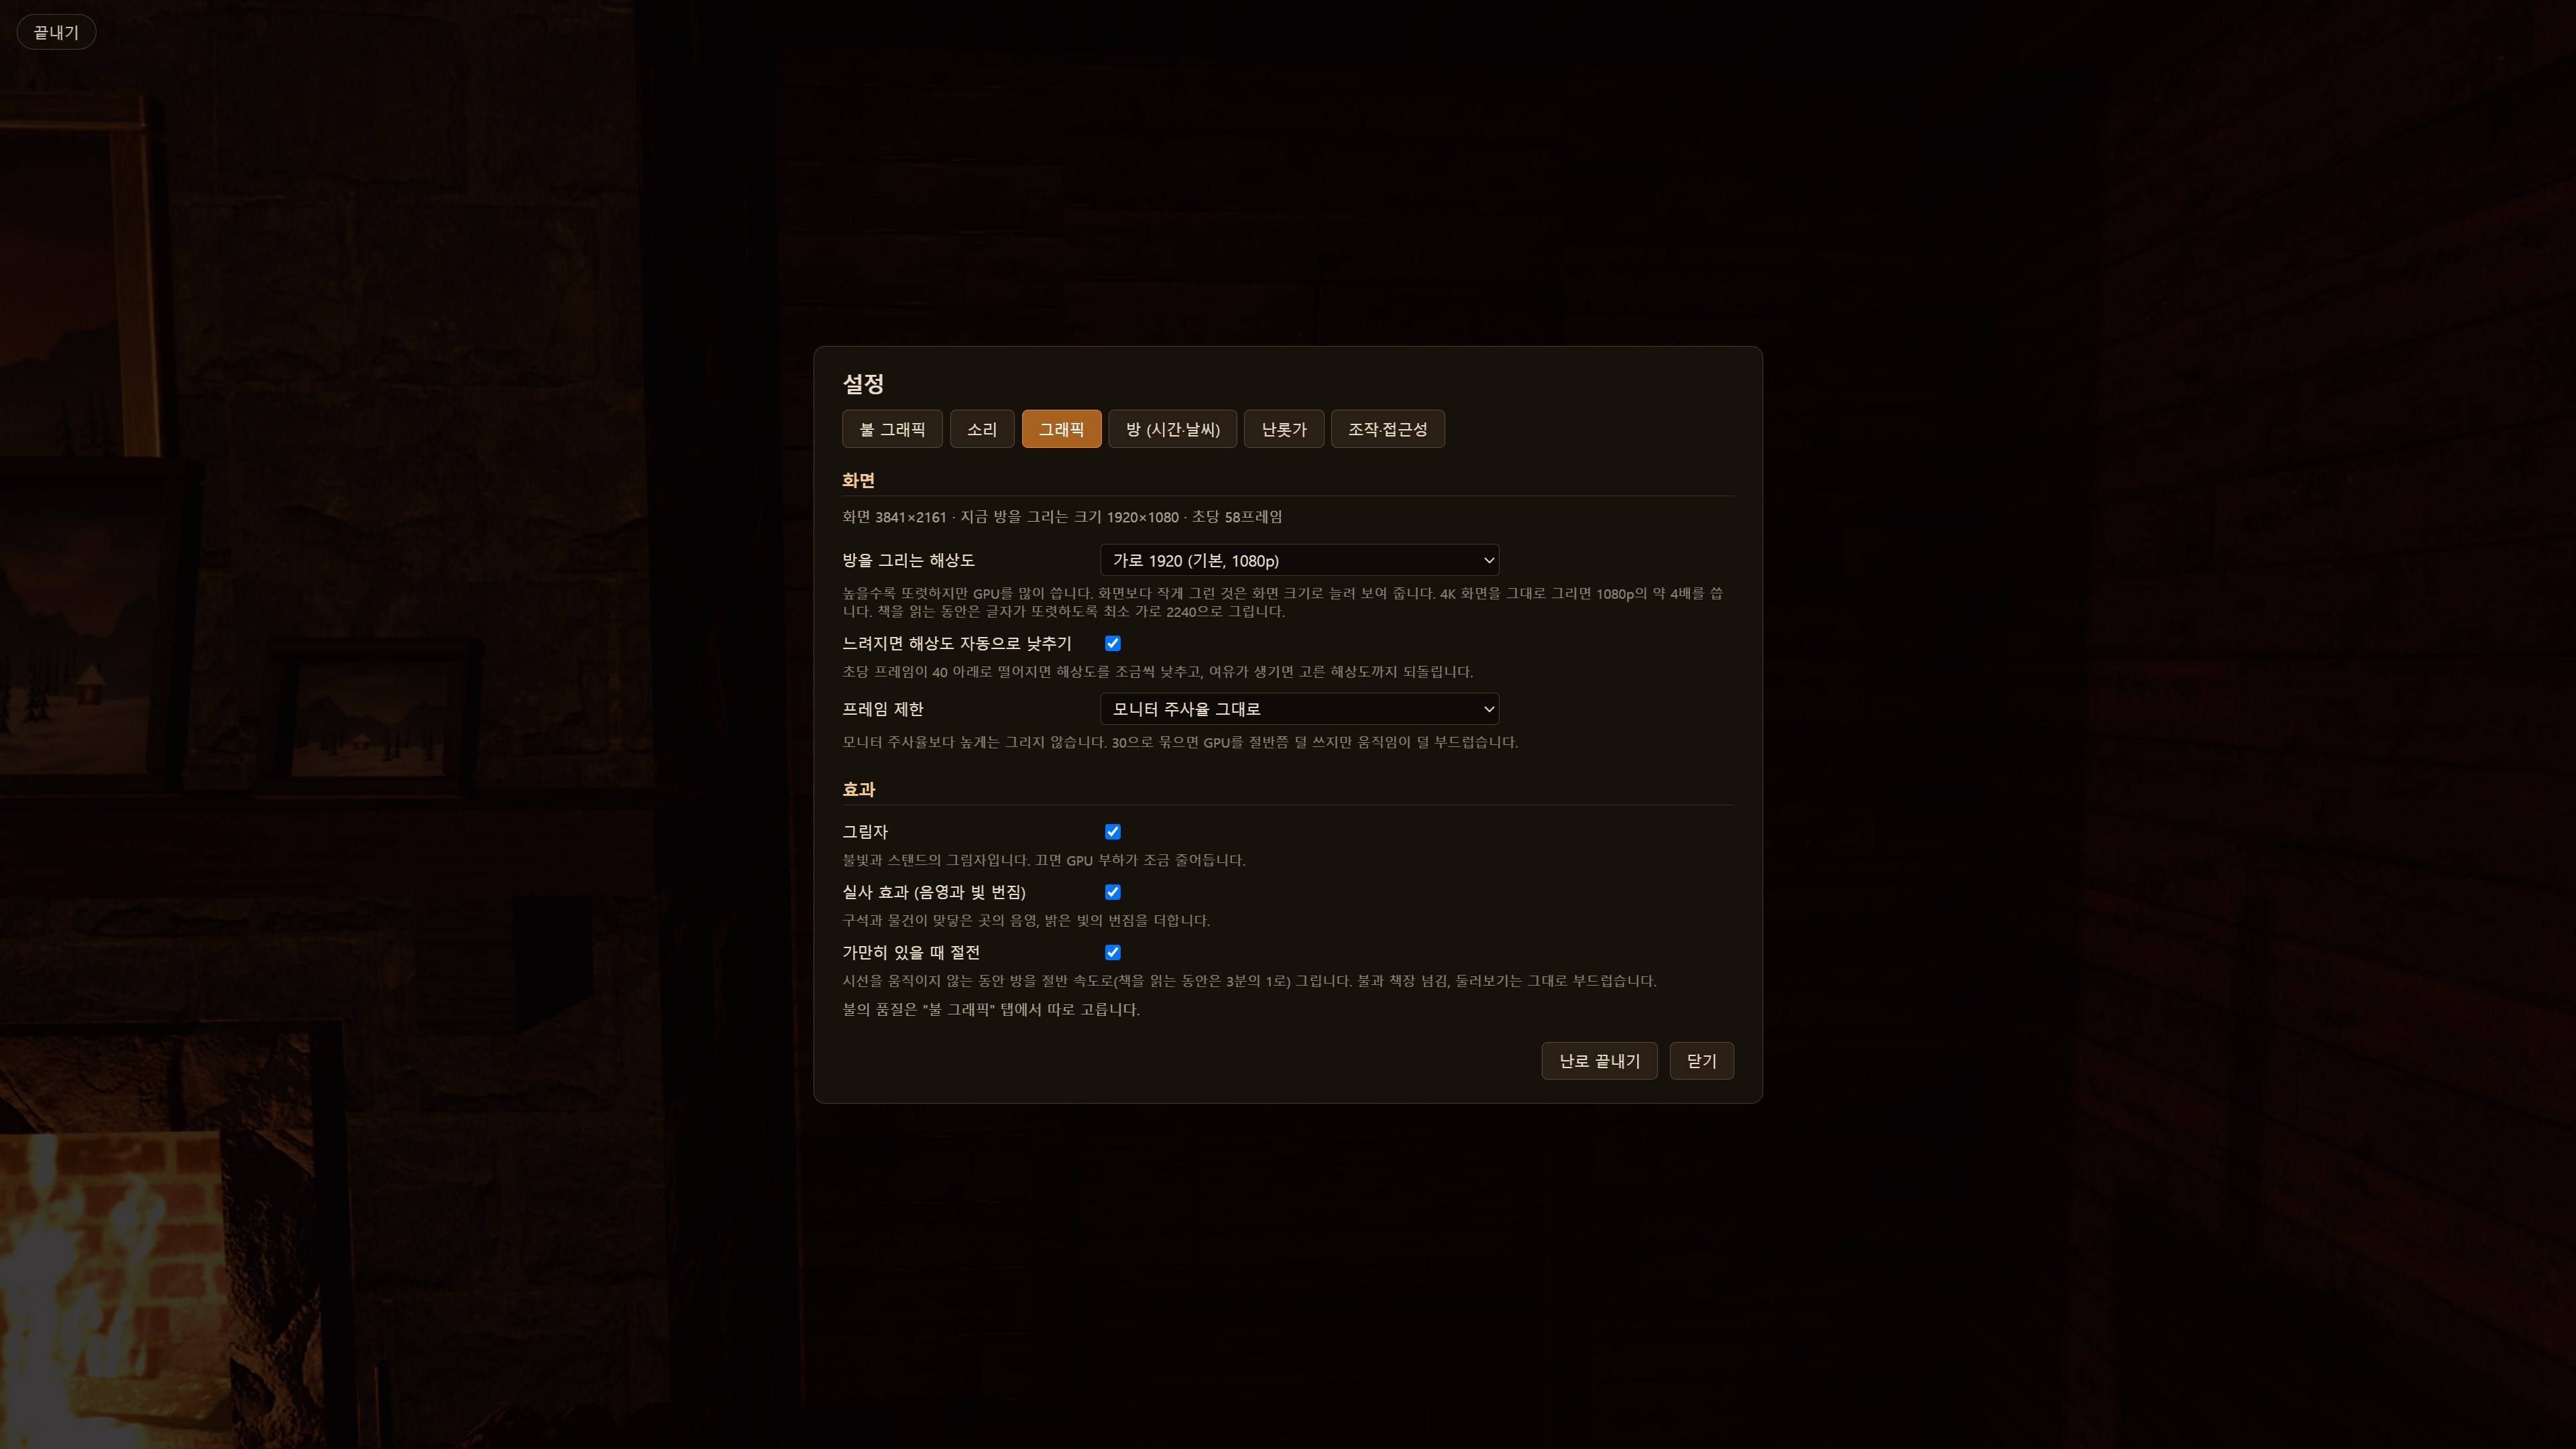 끝내기
설정
불 그래픽 소리 그래픽 방 (시간·날씨) 난롯가 조작·접근성
화면
화면 3841×2161 · 지금 방을 그리는 크기 1920×1080 · 초당 58프레임
방을 그리는 해상도 가로 1920 (기본, 1080p)
높을수록 또렷하지만 GPU를 많이 씁니다. 화면보다 작게 그린 것은 화면 크기로 늘려 보여 줍니다. 4K 화면을 그대로 그리면 1080p의 약 4배를 씁
니다. 책을 읽는 동안은 글자가 또렷하도록 최소 가로 2240으로 그립니다.
느려지면 해상도 자동으로 낮추기
초당 프레임이 40 아래로 떨어지면 해상도를 조금씩 낮추고, 여유가 생기면 고른 해상도까지 되돌립니다.
프레임 제한 모니터 주사율 그대로
모니터 주사율보다 높게는 그리지 않습니다. 30으로 묶으면 GPU를 절반쯤 덜 쓰지만 움직임이 덜 부드럽습니다.
효과
그림자
불빛과 스탠드의 그림자입니다. 끄면 GPU 부하가 조금 줄어듭니다.
실사 효과 (음영과 빛 번짐)
구석과 물건이 맞닿은 곳의 음영, 밝은 빛의 번짐을 더합니다.
가만히 있을 때 절전
시선을 움직이지 않는 동안 방을 절반 속도로(책을 읽는 동안은 3분의 1로) 그립니다. 불과 책장 넘김, 둘러보기는 그대로 부드럽습니다.
불의 품질은 "불 그래픽" 탭에서 따로 고릅니다.
난로 끝내기 닫기